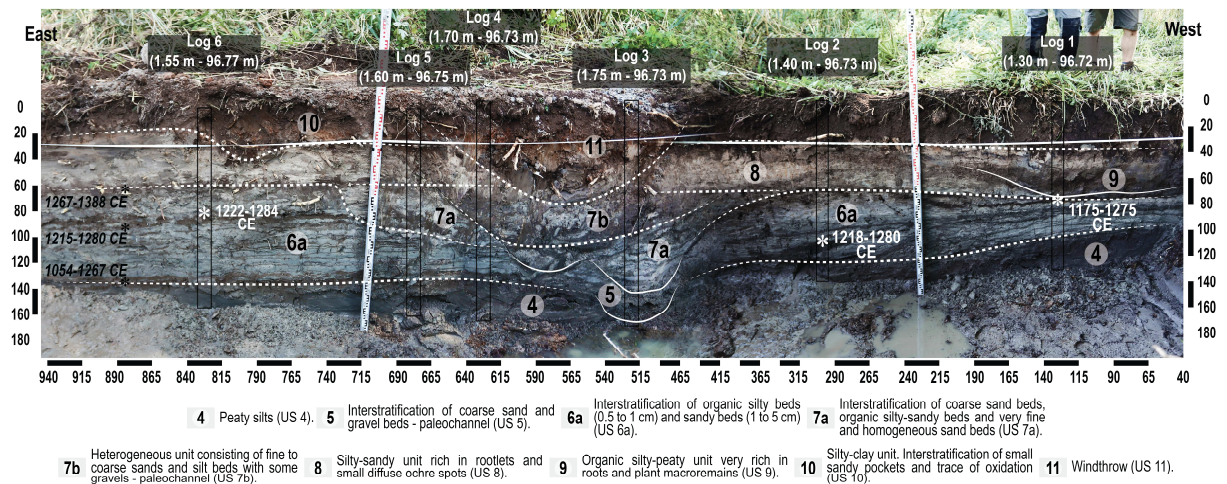 East
West
Log 6
(1.55 m - 96.77 m)
Log 5
(1.60 m - 96.75 m)
Log 4
(1.70 m - 96.73 m)
Log 3
(1.75 m - 96.73 m)
Log 2
(1.40 m - 96.73 m)
Log 1
(1.30 m - 96.72 m)
0
20
40
60
80
100
120
140
160
180
0
20
40
60
80
100
120
140
160
180
10
11
8
9
1267-1388 CE *
1215-1280 CE *
1054-1267 CE *
* 1222-1284
CE
6a
7a
7b
7a
6a
* 1218-1280
CE
*
1175-1275
CE
4
5
4
940 915 890 865 840 815 790 765 740 715 690 665 640 615 590 565 540 515 465 415 365 315 290 265 240 215 190 165 140 115 90 65 40
4 Peaty silts (US 4).
5 Interstratification of coarse sand and
gravel beds - paleochannel (US 5).
6a Interstratification of organic silty beds
(0.5 to 1 cm) and sandy beds (1 to 5 cm)
(US 6a).
7a Interstratification of coarse sand beds,
organic silty-sandy beds and very fine
and homogeneous sand beds (US 7a).
7b Heterogeneous unit consisting of fine to
coarse sands and silt beds with some
gravels - paleochannel (US 7b).
8 Silty-sandy unit rich in rootlets and
small diffuse ochre spots (US 8).
9 Organic silty-peaty unit very rich in
roots and plant macroremains (US 9).
10 Silty-clay unit. Interstratification of small
sandy pockets and trace of oxidation
(US 10).
11 Windthrow (US 11).